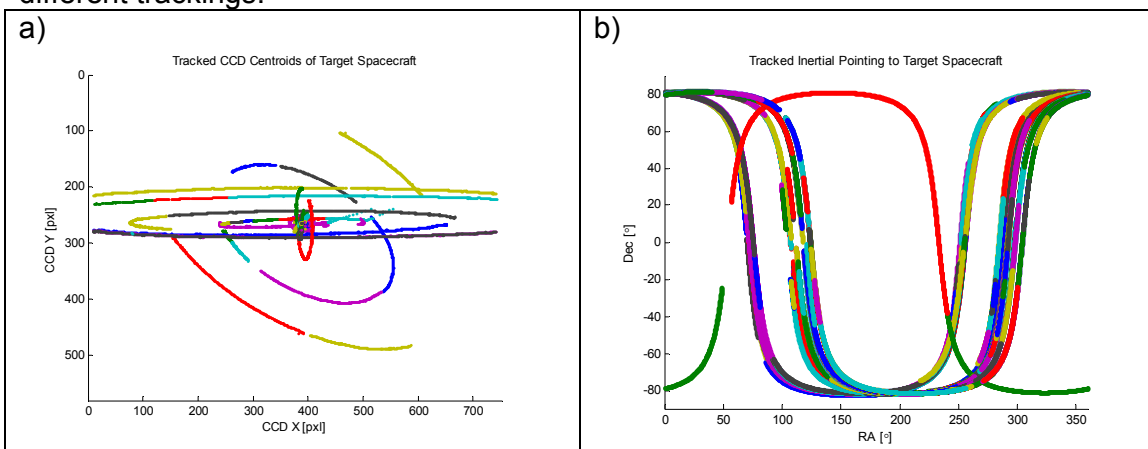 different trackings.
a)
Tracked CCD Centroids of Target Spacecraft
0
100
200
300
400
500
CCD Y [pxl]
0 100 200 300 400 500 600 700
CCD X [pxl]
b)
Tracked Inertial Pointing to Target Spacecraft
80
60
40
20
0
-20
-40
-60
-80
Dec [°]
0 50 100 150 200 250 300 350
RA [°]